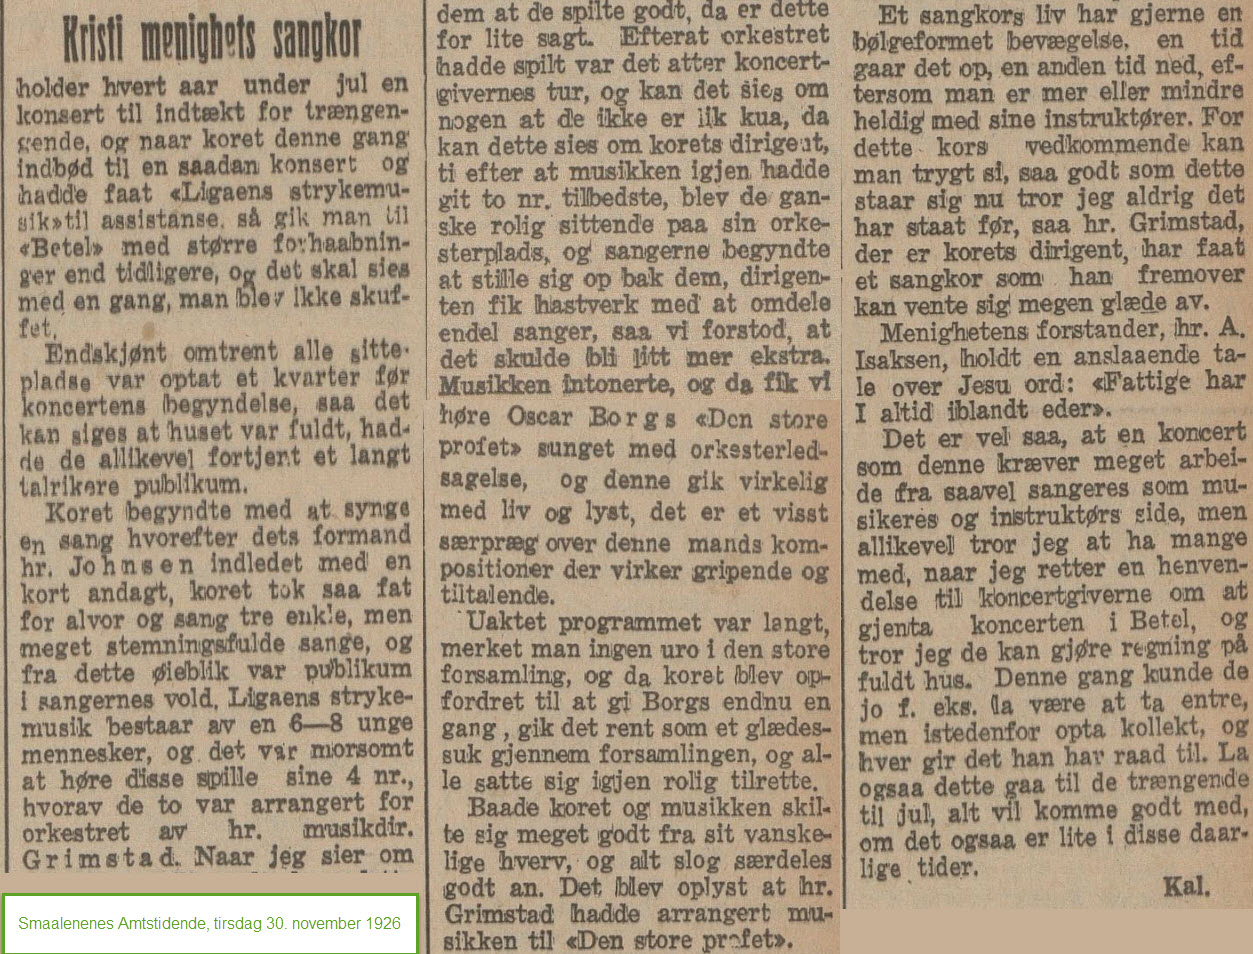 Kristi menighets sangkor
holder hvert aar under jul en
konsert til indtækt for trængen-
gende, og naar koret denne gang
indbød til en saadan konsert og
hadde faat «Ligaens strykemu-
sik» til assistanse, så gik man til
«Betel» med større forhaabnin-
ger end tidligere, og det skal sies
med en gang, man blev ikke skuf-
fet.
Endskjønt omtrent alle sitte-
pladse var optat et kvarter før
koncertens begyndelse, saa det
kan siges at huset var fuldt, had-
de de allikevel fortjent et langt
talrikere publikum.
Koret begyndte med at synge
en sang hvorefter dets formand
hr. Johnsen indledet med en
kort andagt, koret tok saa fat
for alvor og sang tre enkle, men
meget stemningsfulde sange, og
fra dette øieblik var publikum
i sangernes vold. Ligaens stryke-
musik bestaar av en 6—8 unge
mennesker, og det var morsomt
at høre disse spille sine 4 nr.,
hvorav de to var arrangert for
orkestret av hr. musikdir.
Grimstad. Naar jeg sier om
dem at de spilte godt, da er dette
for lite sagt. Efterat orkestret
hadde spilt var det atter koncert-
givernes tur, og kan det sies om
nogen at de ikke er lik kua, da
kan dette sies om korets dirigent,
ti efter at musikken igjen hadde
git to nr. tilbedste, blev de gan-
ske rolig sittende paa sin orke-
sterplads, og sangerne begyndte
at stille sig op bak dem, dirigen-
ten fik hastverk med at omdele
endel sanger, saa vi forstod, at
det skulde bli litt mer ekstra.
Musikken intonerte, og da fik vi
høre Oscar Borgs «Den store
profet» sunget med orkesterled-
sagelse, og denne gik virkelig
med liv og lyst, det er et visst
særpræg over denne mands kom-
positioner der virker gripende og
tiltalende.
Uaktet programmet var langt,
merket man ingen uro i den store
forsamling, og da koret blev op-
fordret til at gi Borgs endnu en
gang, gik det rent som et glædes-
suk gjennem forsamlingen, og al-
le satte sig igjen rolig tilrette.
Baade koret og musikken skil-
te sig meget godt fra sit vanske-
lige hverv, og alt slog særdeles
godt an. Det blev oplyst at hr.
Grimstad hadde arrangert mu-
sikken til «Den store profet».
Et sangkors liv har gjerne en
bølgeformet bevægelse, en tid
gaar det op, en anden tid ned, ef-
tersom man er mer eller mindre
heldig med sine instruktører. For
dette kors vedkommende kan
man trygt si, saa godt som dette
staar sig nu tror jeg aldrig det
har staat før, saa hr. Grimstad,
der er korets dirigent, har faat
et sangkor som han fremover
kan vente sig megen glæde av.
Menighetens forstander, hr. A.
Isaksen, holdt en anslaaende ta-
le over Jesu ord: «Fattige har
I altid iblandt eder».
Det er vel saa, at en koncert
som denne kræver meget arbei-
de fra saavel sangeres som mu-
sikeres og instruktørs side, men
allikevel tror jeg at ha mange
med, naar jeg retter en henven-
delse til koncertgiverne om at
gjenta koncerten i Betel, og
tror jeg de kan gjøre regning på
fuldt hus. Denne gang kunde de
jo f. eks. la være at ta entre,
men istedenfor opta kollekt, og
hver gir det han har raad til. La
ogsaa dette gaa til de trængende
til jul, alt vil komme godt med,
om det ogsaa er lite i disse daar-
lige tider.
Kal.
Smaalenenes Amtstidende, tirsdag 30. november 1926